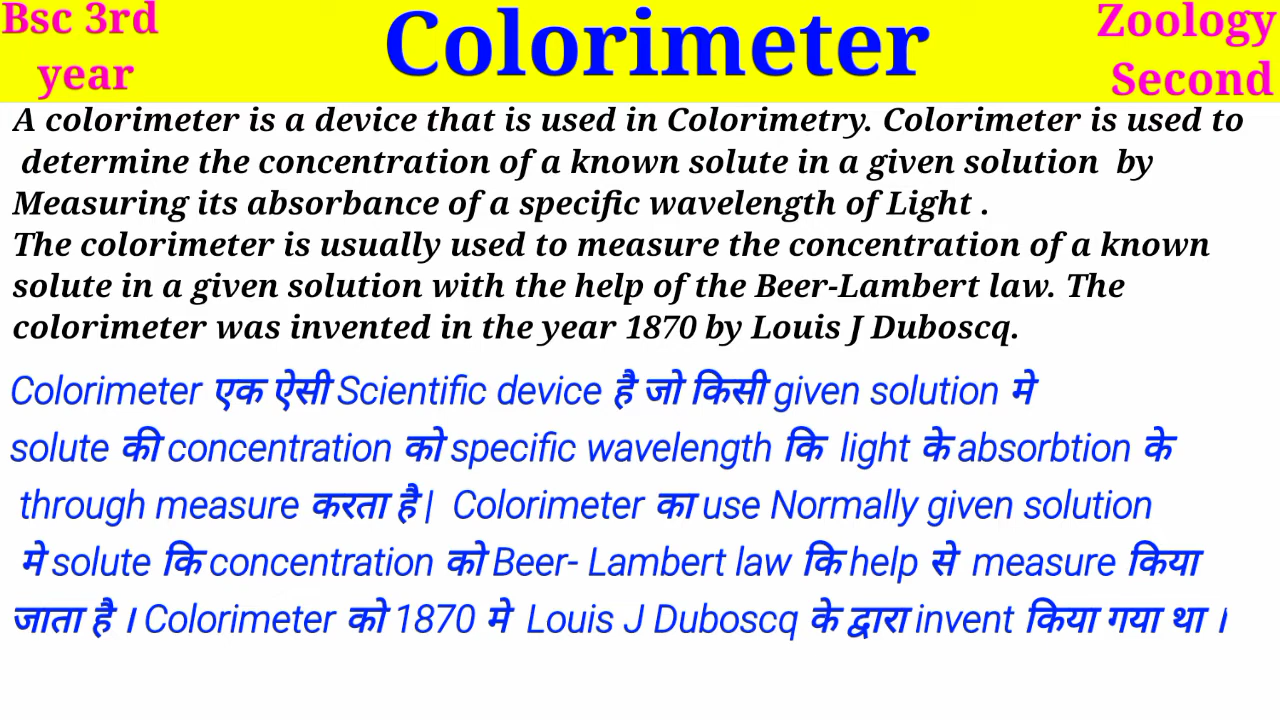 Bsc 3rd
year
Colorimeter
Zoology
Second
A colorimeter is a device that is used in Colorimetry. Colorimeter is used to
determine the concentration of a known solute in a given solution by
Measuring its absorbance of a specific wavelength of Light .
The colorimeter is usually used to measure the concentration of a known
solute in a given solution with the help of the Beer-Lambert law. The
colorimeter was invented in the year 1870 by Louis J Duboscq.
Colorimeter एक ऐसी Scientific device है जो किसी given solution मे
solute की concentration को specific wavelength कि light के absorbtion के
through measure करता है | Colorimeter का use Normally given solution
मे solute कि concentration को Beer- Lambert law कि help से measure किया
जाता है । Colorimeter को 1870 मे Louis J Duboscq के द्वारा invent किया गया था ।